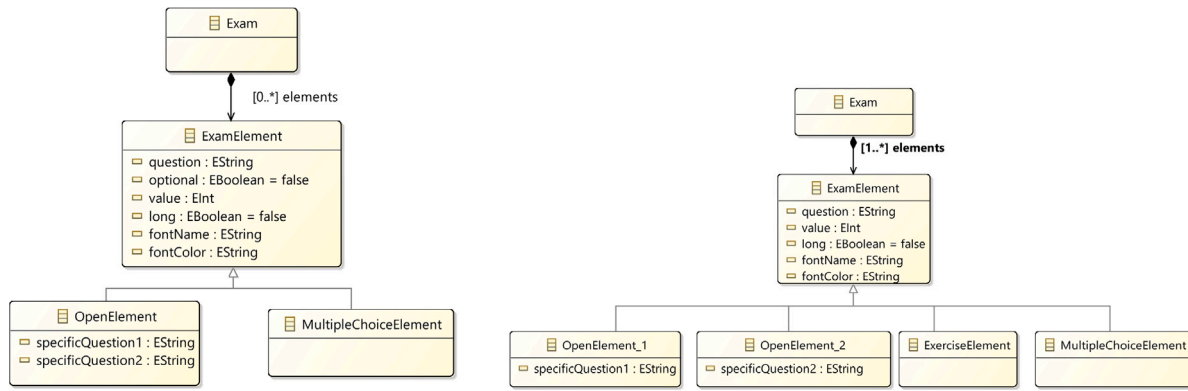 Exam
[0..*] elements
ExamElement
question : EString
optional : EBoolean = false
value : EInt
long : EBoolean = false
fontName : EString
fontColor : EString
OpenElement
specificQuestion1 : EString
specificQuestion2 : EString
MultipleChoiceElement
Exam
[1..*] elements
ExamElement
question : EString
value : EInt
long : EBoolean = false
fontName : EString
fontColor : EString
OpenElement_1
specificQuestion1 : EString
OpenElement_2
specificQuestion2 : EString
ExerciseElement
MultipleChoiceElement